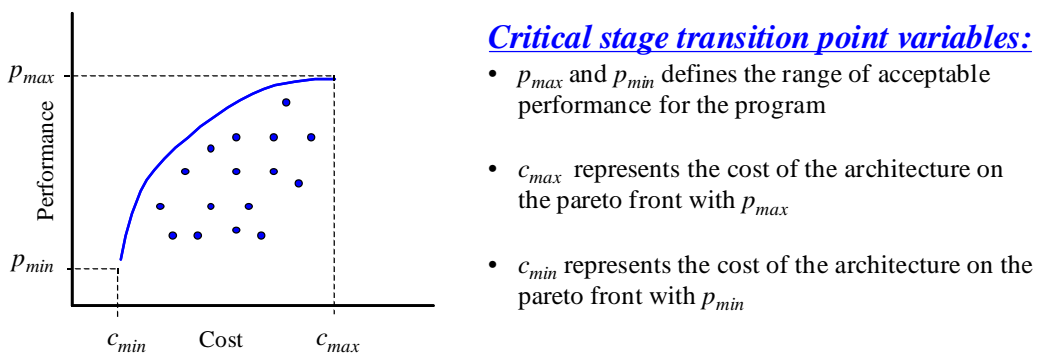 p_max
Performance
p_min
c_min
Cost
c_max
Critical stage transition point variables:
• p_max and p_min defines the range of acceptable
performance for the program
• c_max represents the cost of the architecture on
the pareto front with p_max
• c_min represents the cost of the architecture on the
pareto front with p_min